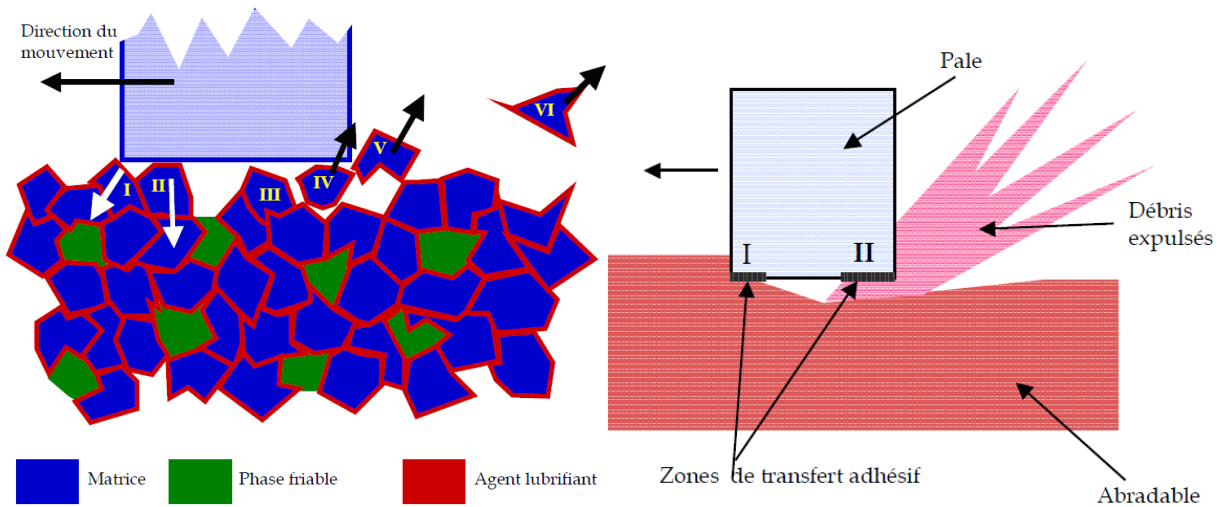 Direction du
mouvement
I
II
III
IV
V
VI
Matrice
Phase friable
Agent lubrifiant
Pale
I
II
Débris
expulsés
Zones de transfert adhésif
Abradable